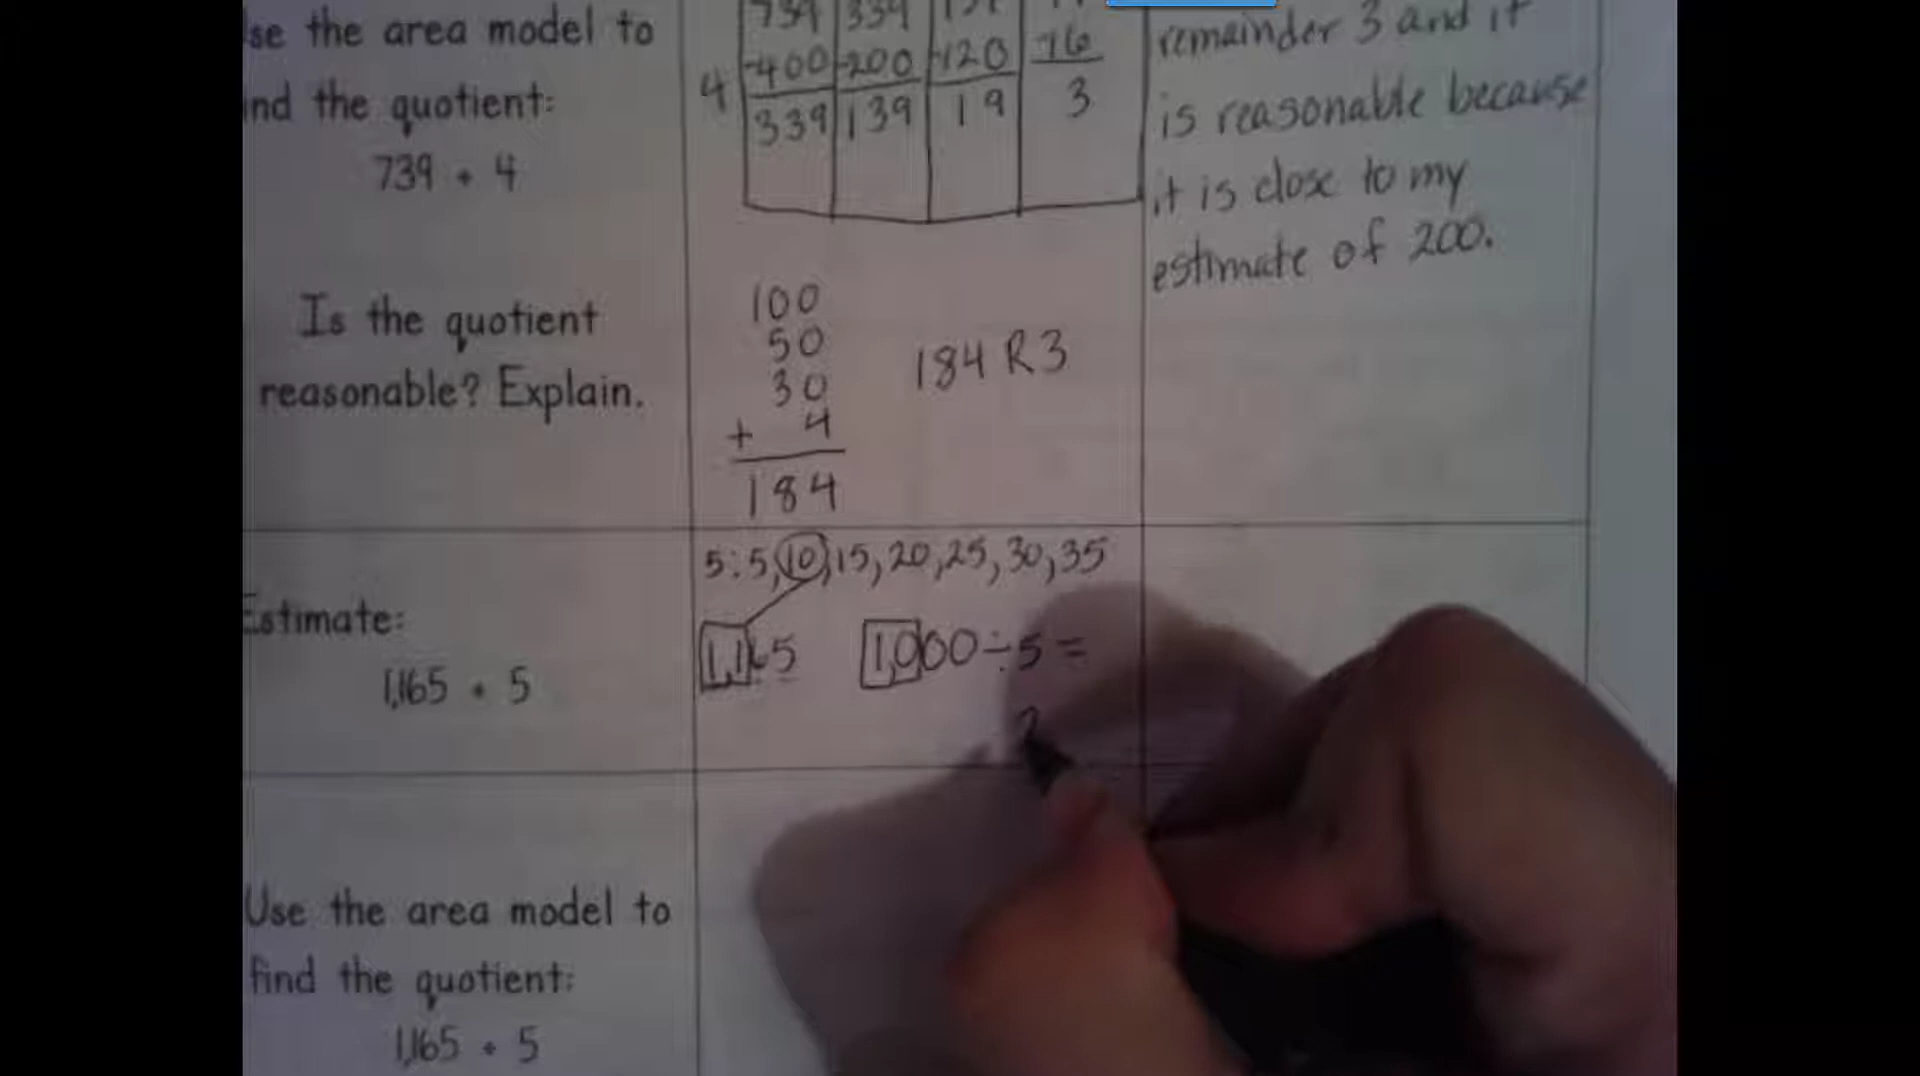 se the area model to
nd the quotient:
739 ÷ 4
739 339
4 -400 -200 -120 -16
339 139 19 3
remainder 3 and it
is reasonable because
it is close to my
estimate of 200.
Is the quotient
reasonable? Explain.
100
50
30
+ 4
184
184 R3
Estimate:
1,165 ÷ 5
5: 5, 10, 15, 20, 25, 30, 35
1,165 1,000 ÷ 5 =
2
Use the area model to
find the quotient:
1,165 ÷ 5